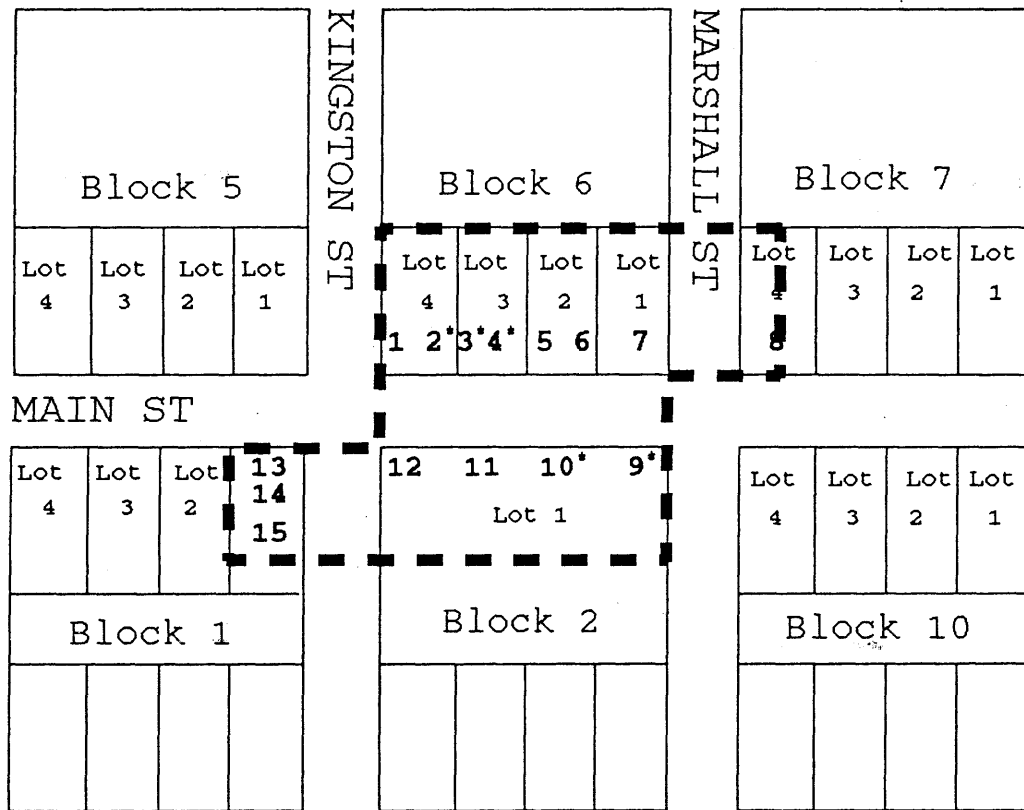 KINGSTON ST
MARSHALL ST
Block 5
Block 6
Block 7
Lot 4
Lot 3
Lot 2
Lot 1
Lot 4
Lot 3
Lot 2
Lot 1
Lot 4
Lot 3
Lot 2
Lot 1
1 2* 3* 4* 5 6 7 8
MAIN ST
Lot 4
Lot 3
Lot 2
13
14
15
12 11 10* 9*
Lot 1
Lot 4
Lot 3
Lot 2
Lot 1
Block 1
Block 2
Block 10